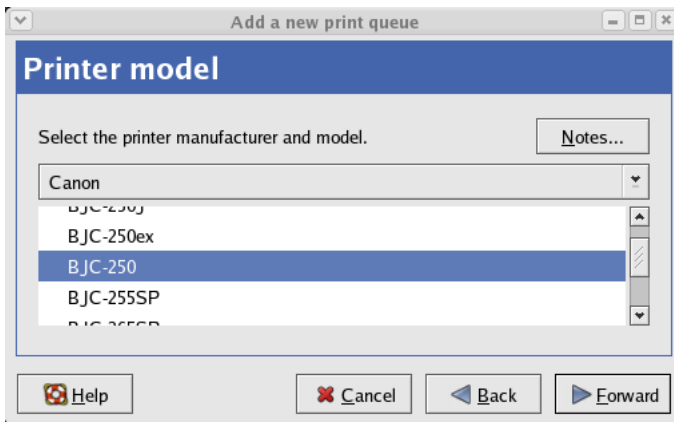 Add a new print queue
Printer model
Select the printer manufacturer and model.
Notes...
Canon
BJC-250ex
BJC-250
BJC-255SP
Help
Cancel
Back
Forward